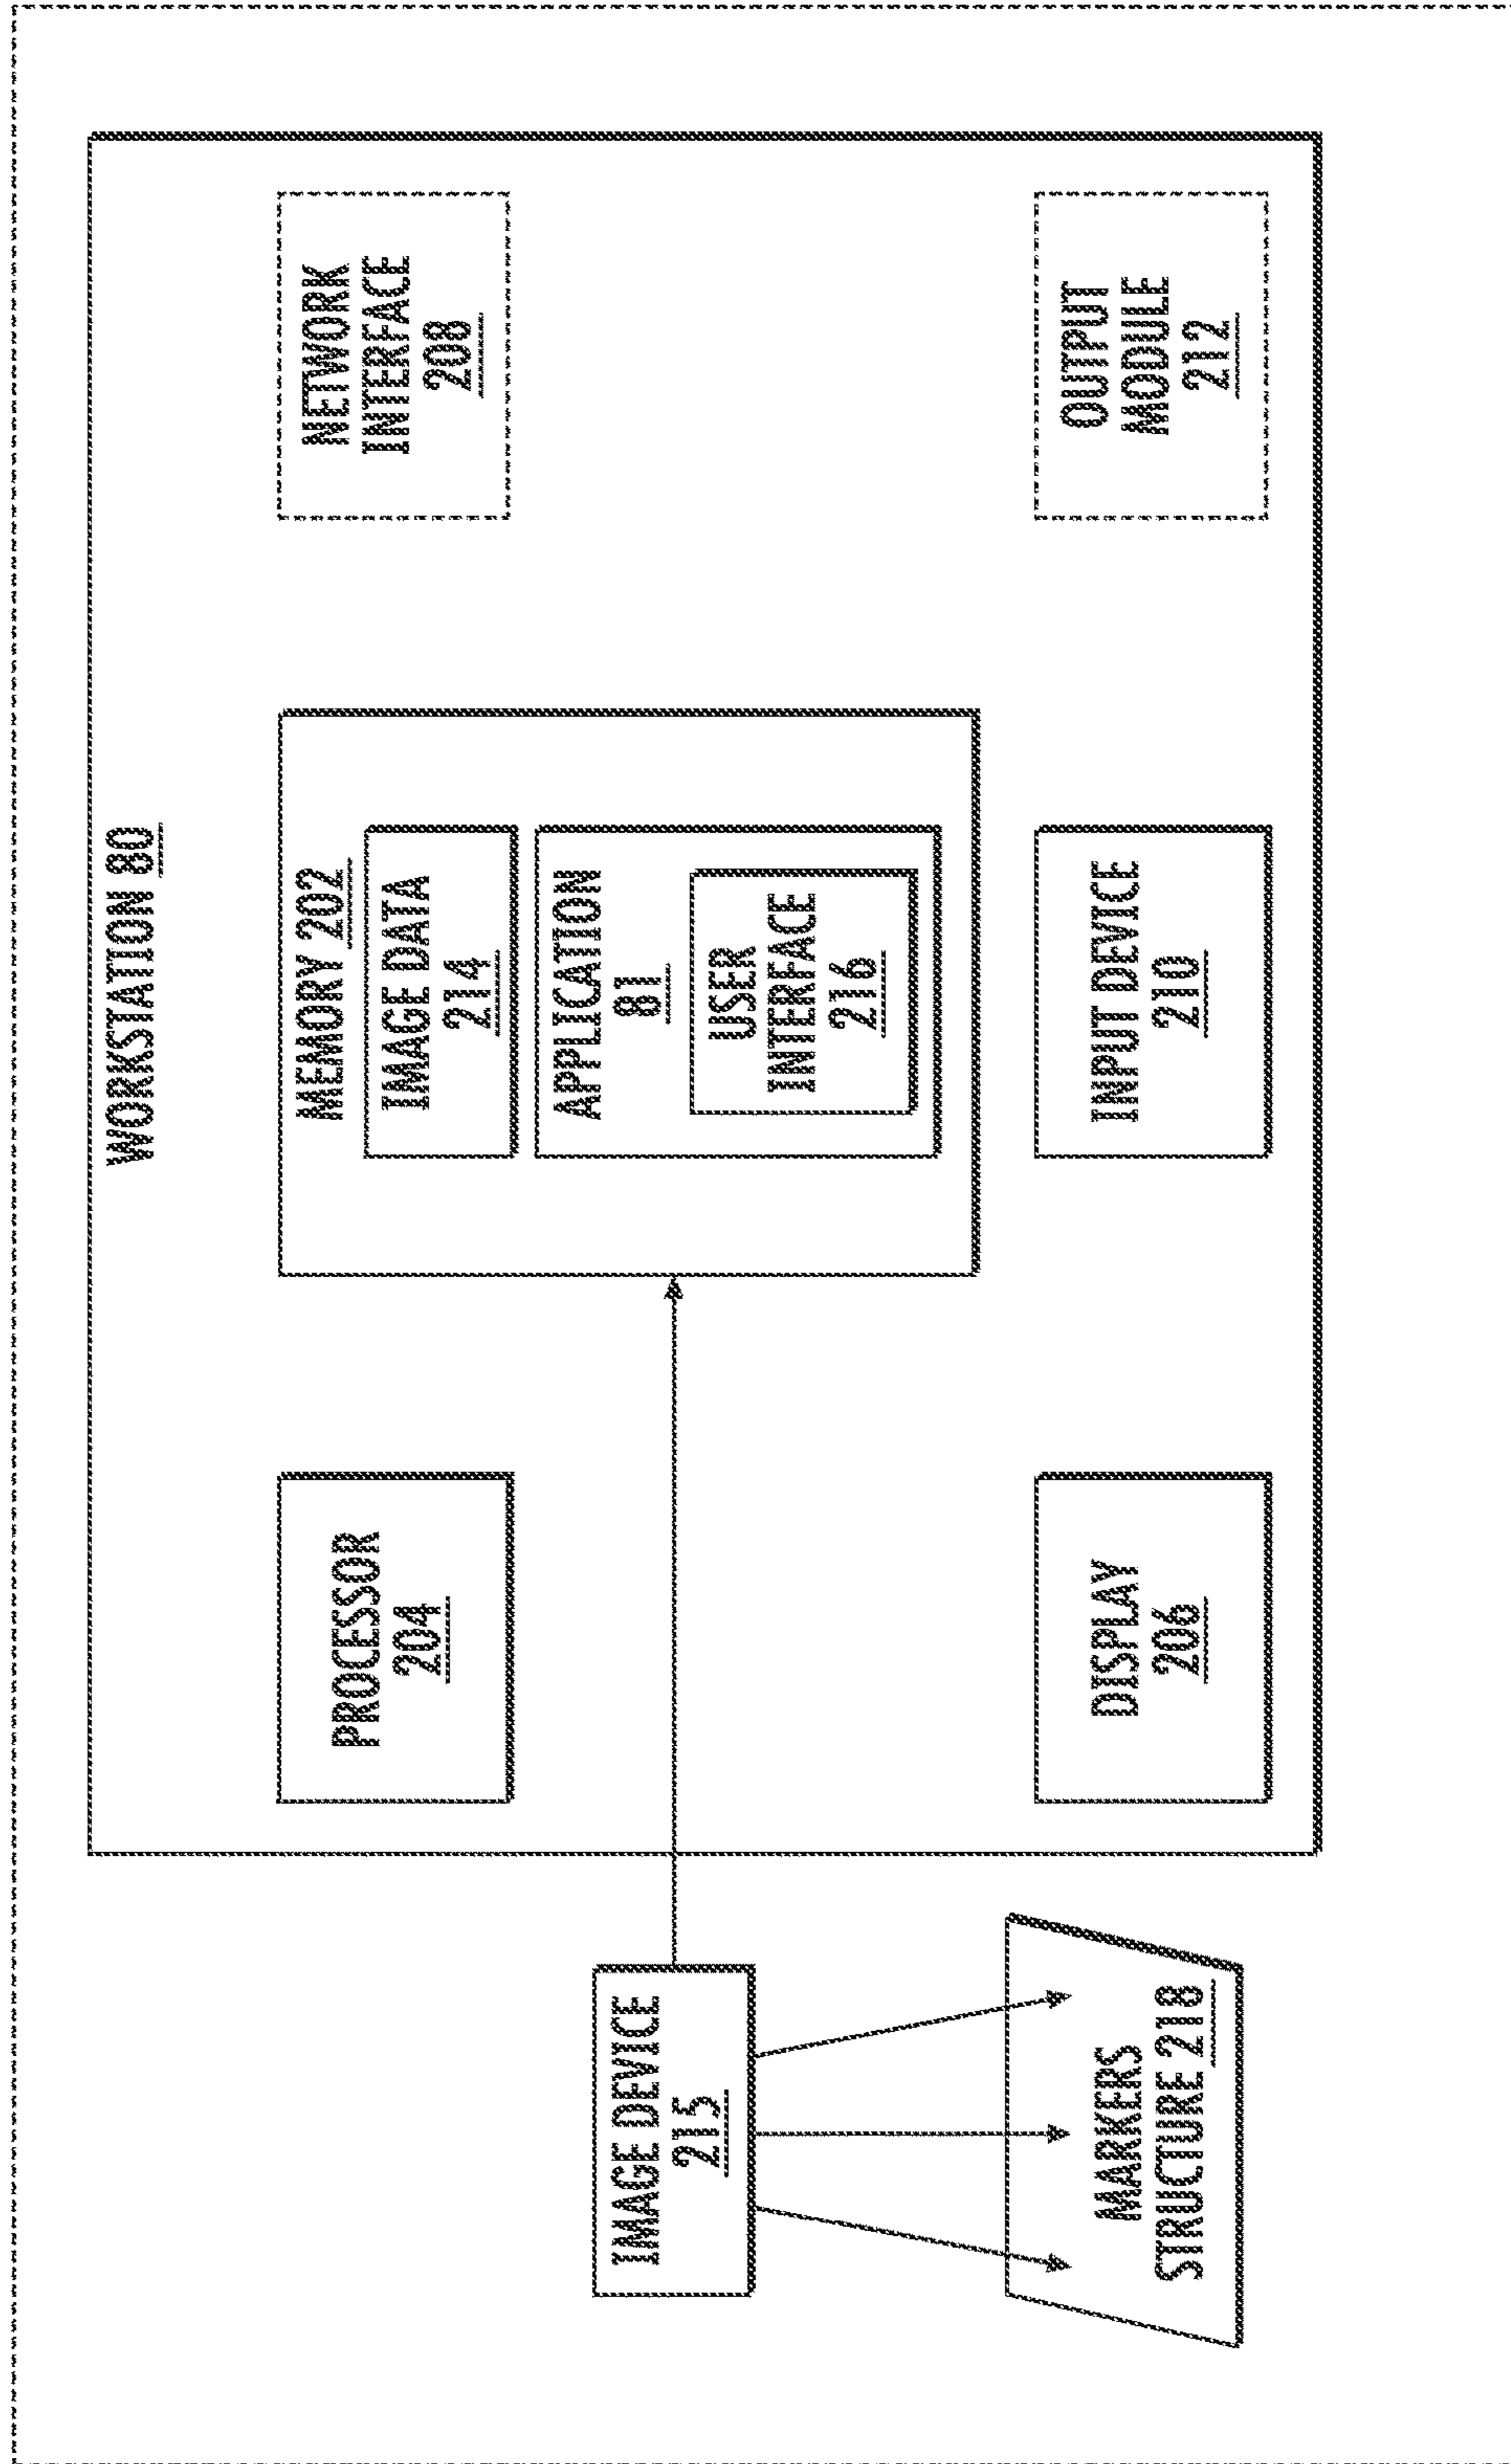 WORKSTATION 80
PROCESSOR
204
MEMORY 202
IMAGE DATA
214
APPLICATION
81
USER
INTERFACE
216
NETWORK
INTERFACE
208
IMAGE DEVICE
215
MARKERS
STRUCTURE 218
DISPLAY
206
INPUT DEVICE
210
OUTPUT
MODULE
212